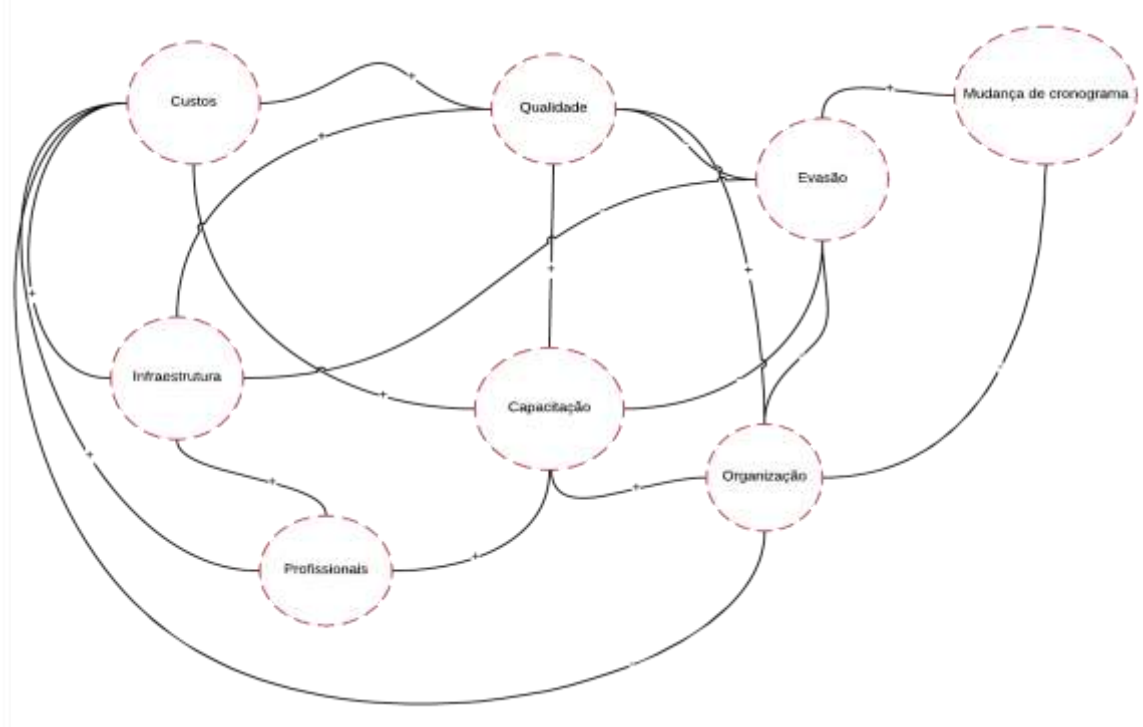 Custos
Qualidade
Mudança de cronograma
Evasão
Infraestrutura
Capacitação
Organização
Profissionais
+
+
+
+
+
+
+
+
+
+
+
-
-
-
-
-
-